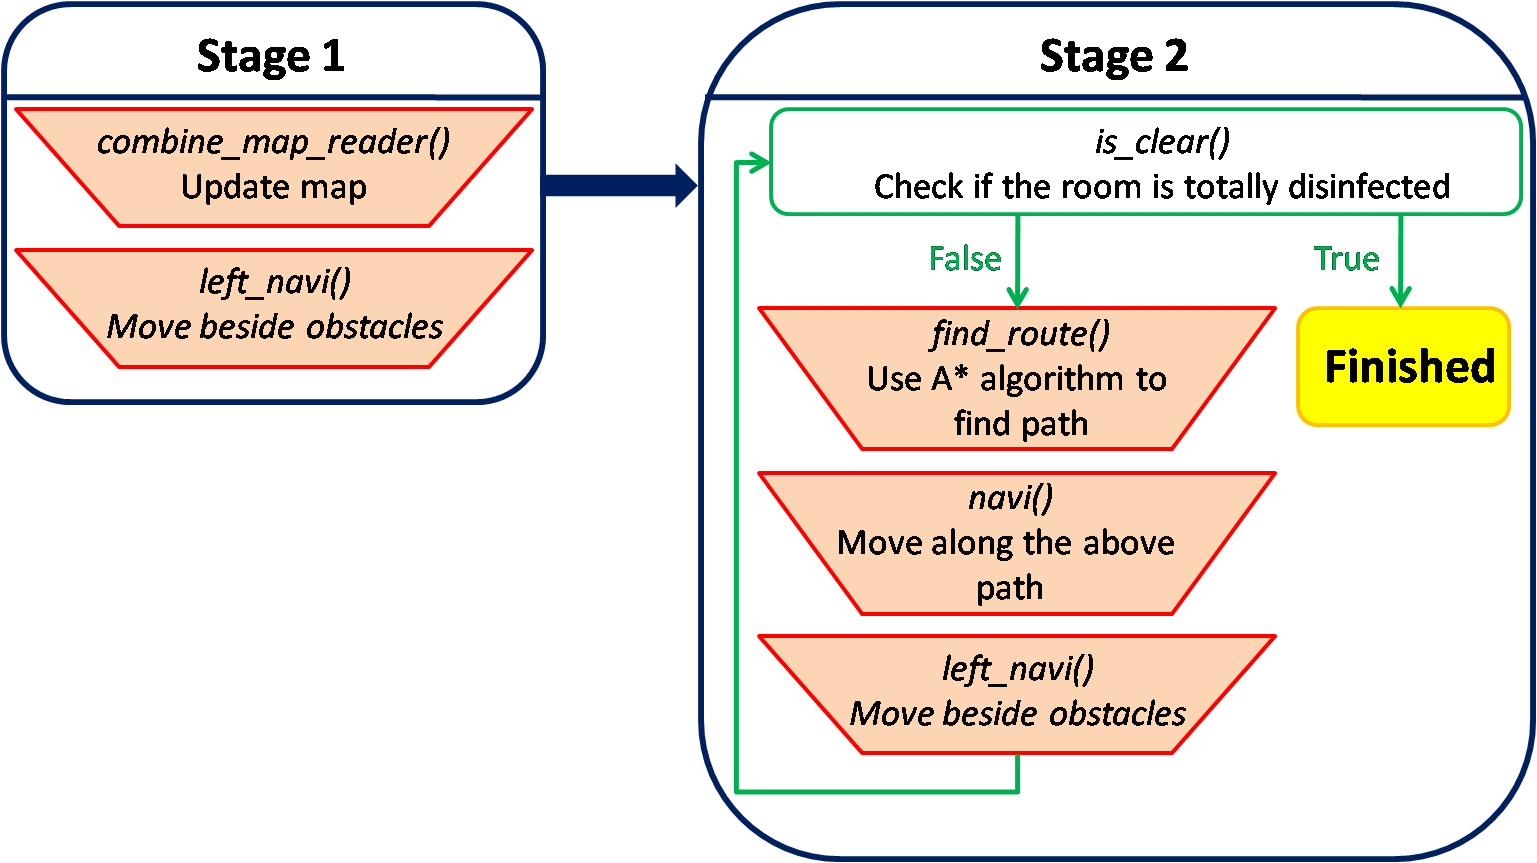 Stage 1
combine_map_reader()
Update map
left_navi()
Move beside obstacles
Stage 2
is_clear()
Check if the room is totally disinfected
False
True
find_route()
Use A* algorithm to
find path
Finished
navi()
Move along the above
path
left_navi()
Move beside obstacles